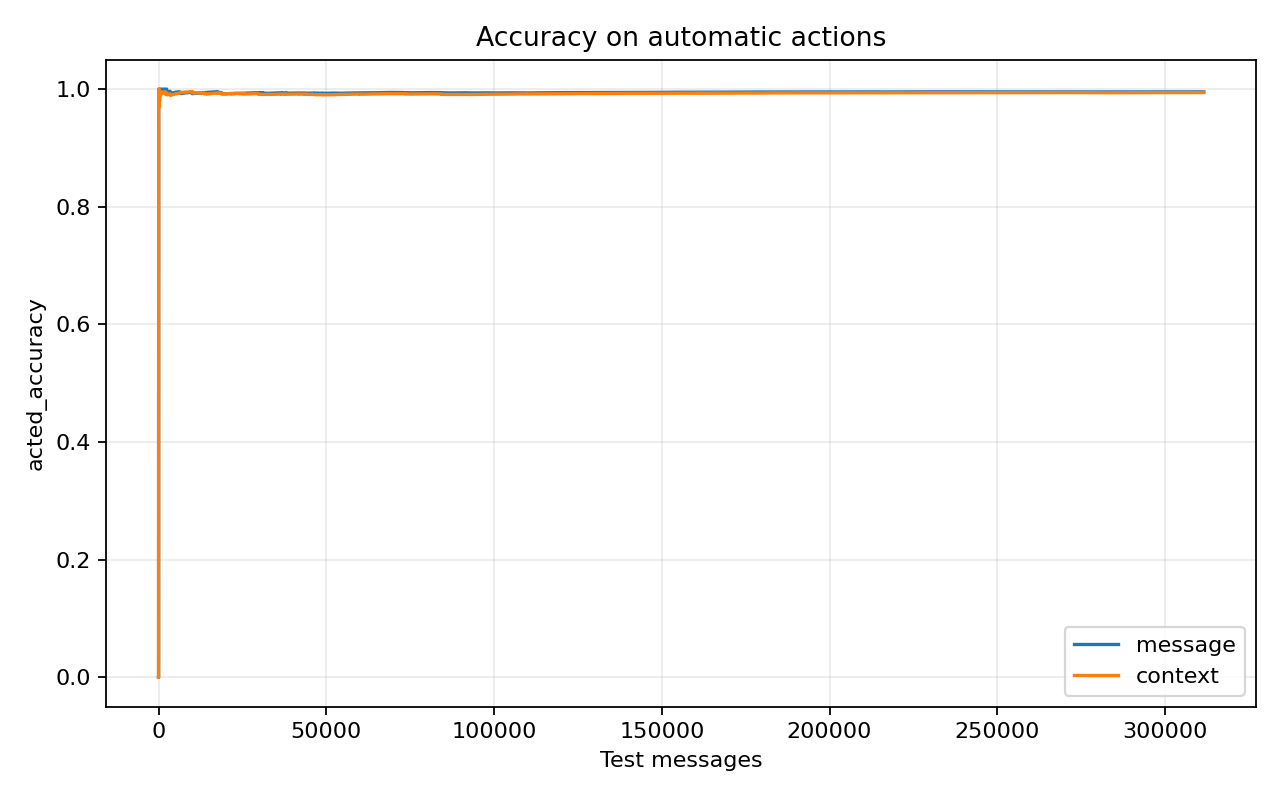 Accuracy on automatic actions
acted_accuracy
1.0
0.8
0.6
0.4
0.2
0.0
message
context
0 50000 100000 150000 200000 250000 300000
Test messages